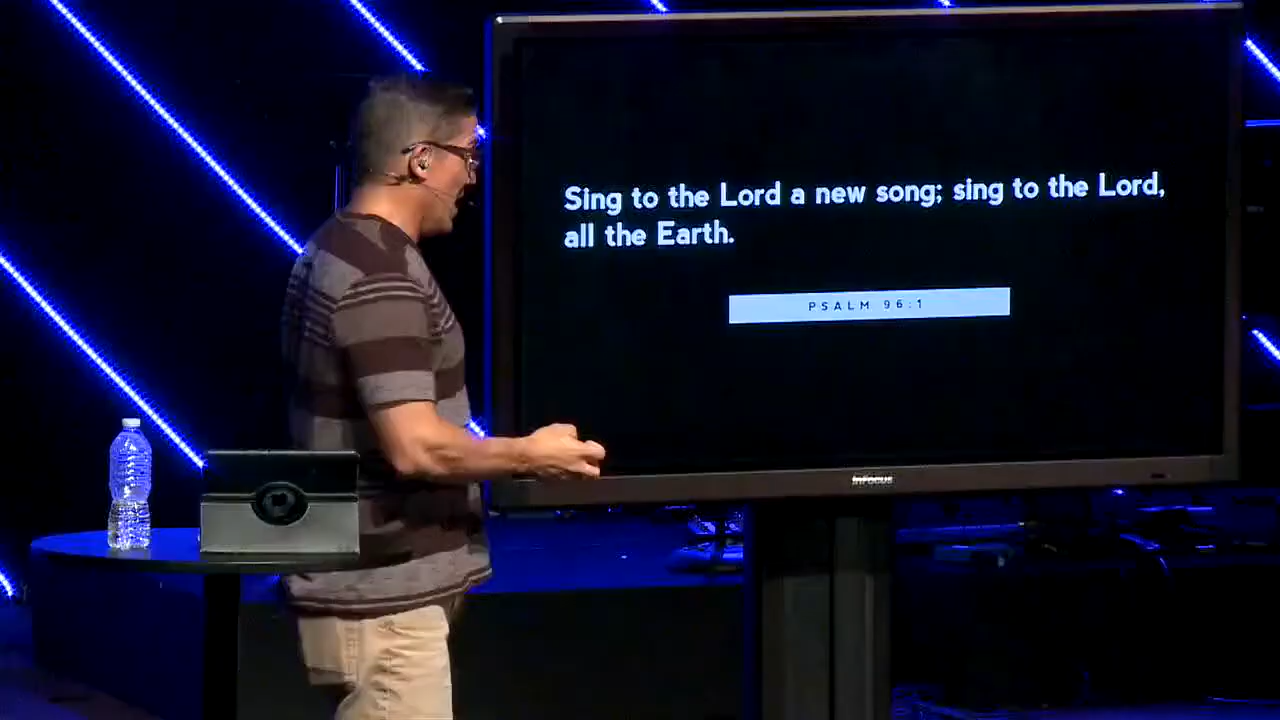 Sing to the Lord a new song; sing to the Lord,
all the Earth.
PSALM 96:1
InFocus